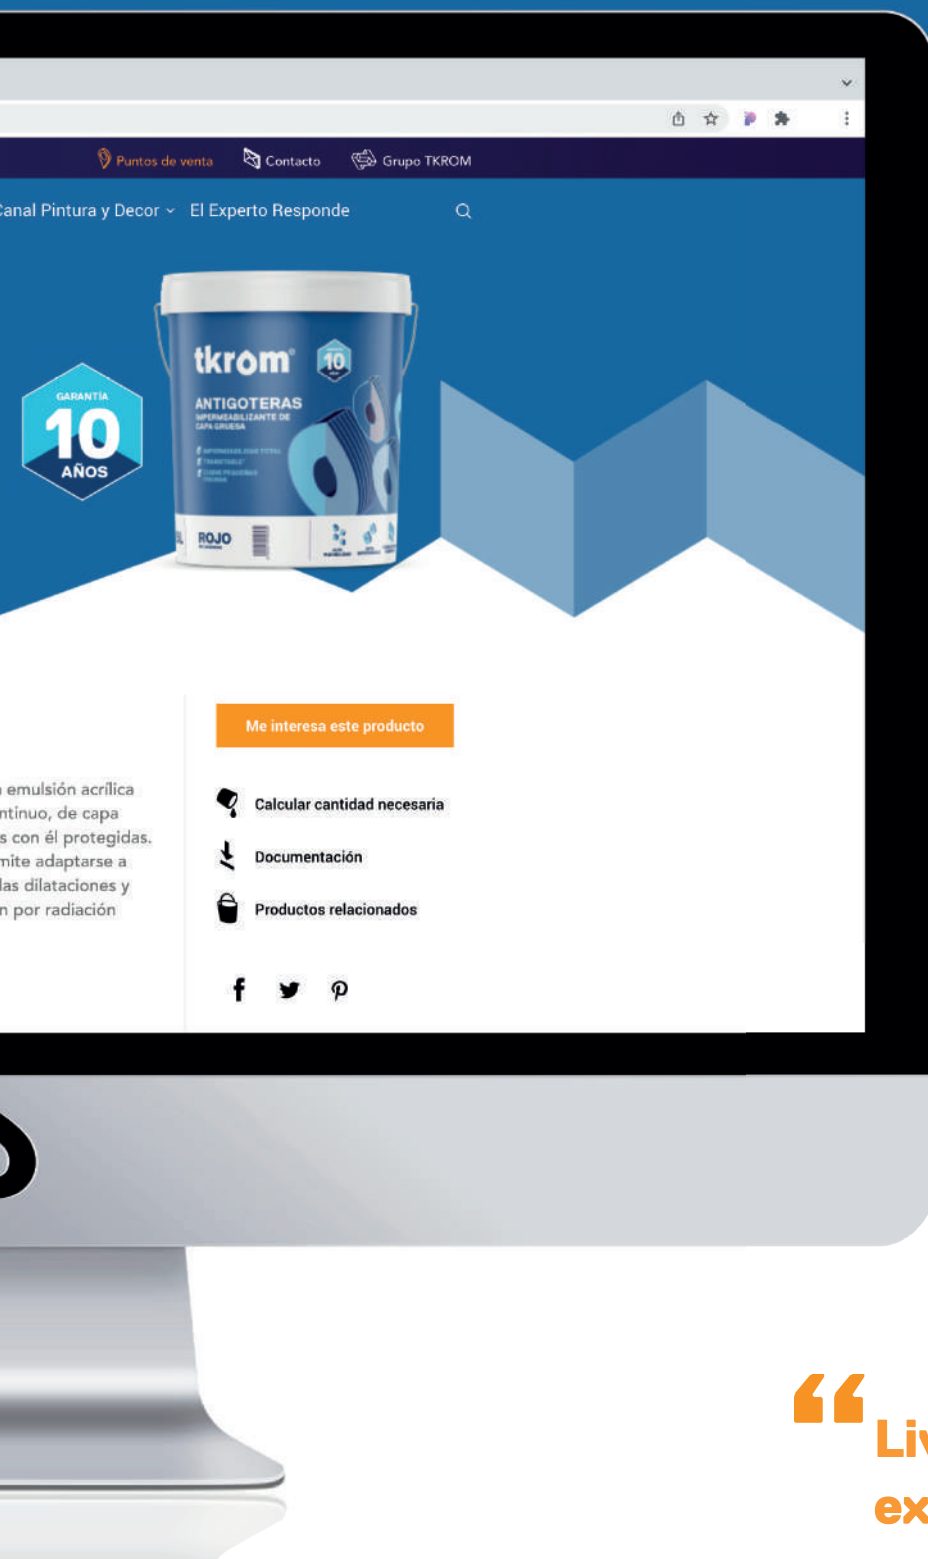 Puntos de venta
Contacto
Grupo TKROM
Canal Pintura y Decor
El Experto Responde
GARANTÍA
10
AÑOS
tkrom®
10
ANTIGOTERAS
IMPERMEABILIZANTE DE
CAPA GRUESA
ROJO
Me interesa este producto
emulsión acrílica
ntinuo, de capa
s con él protegidas.
mite adaptarse a
las dilataciones y
n por radiación
Calcular cantidad necesaria
Documentación
Productos relacionados
“
Liv
ex